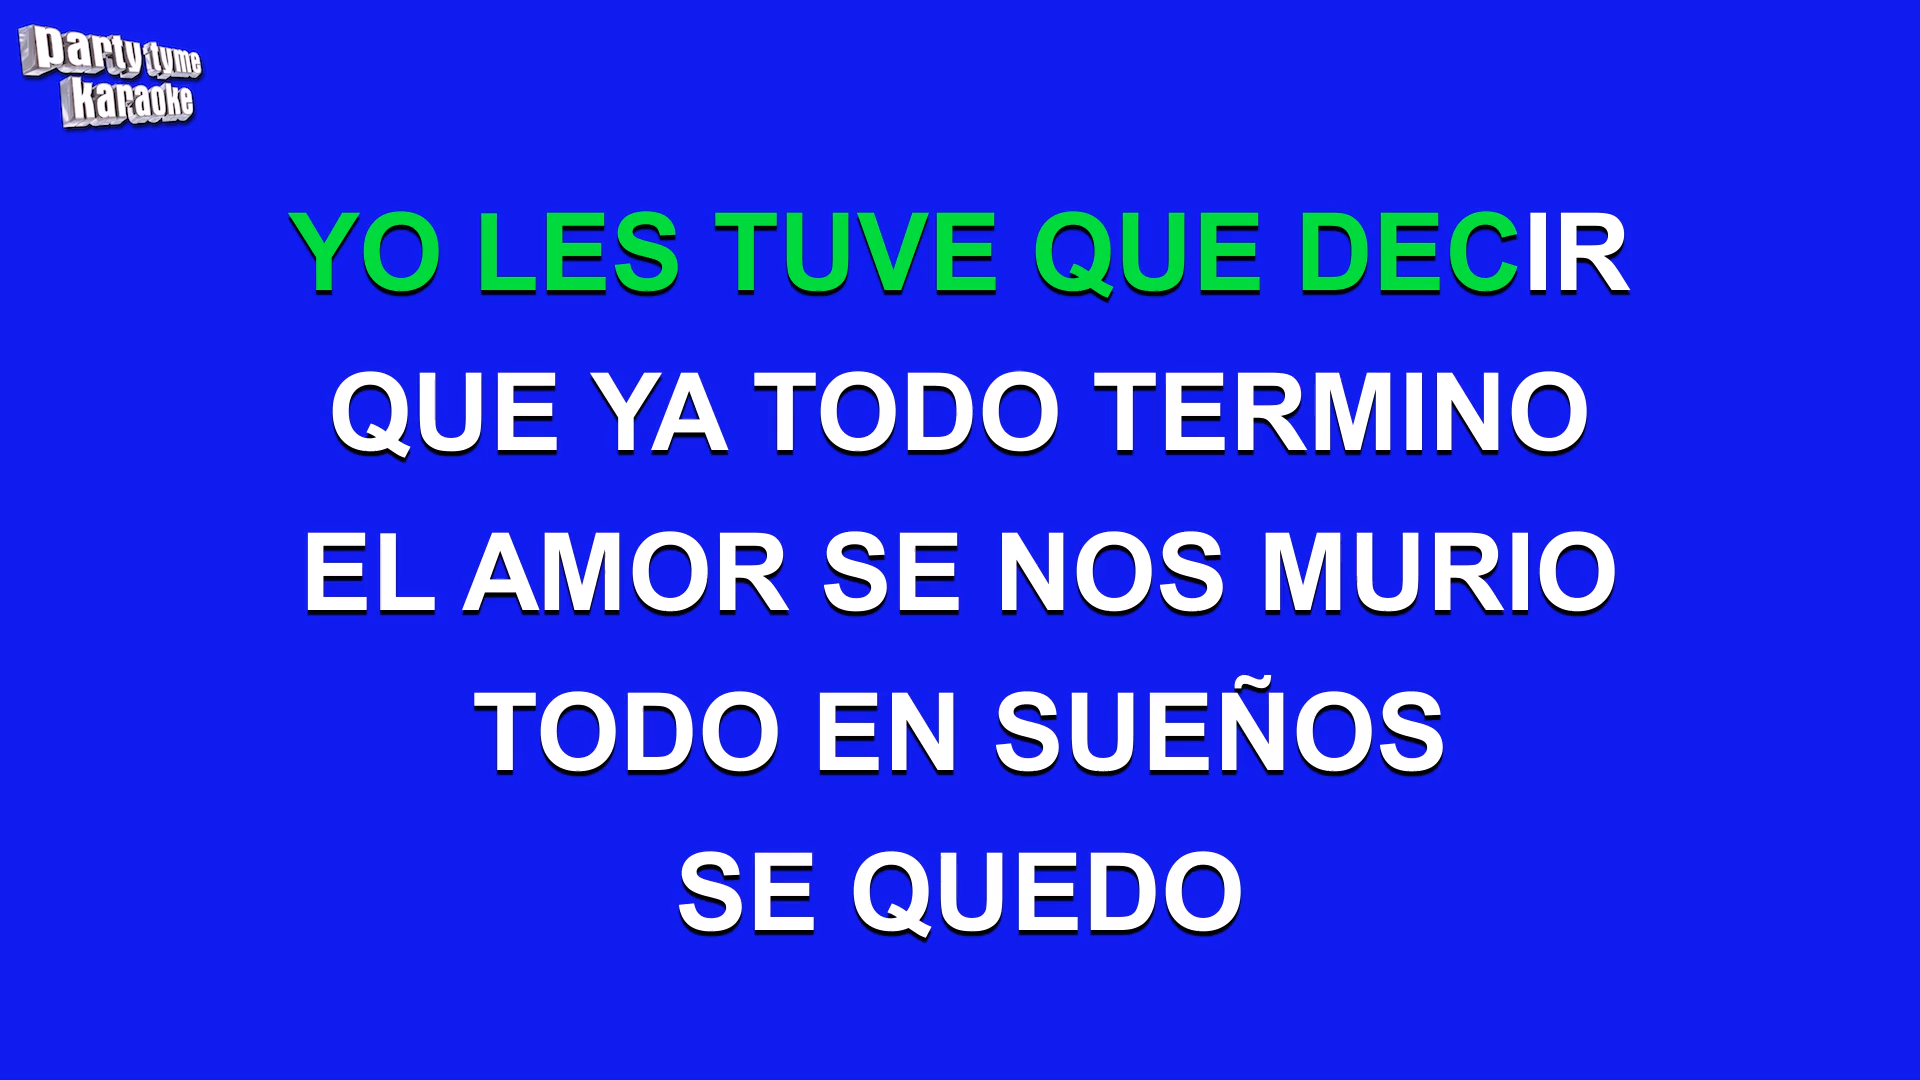 party tyme
karaoke
YO LES TUVE QUE DECIR
QUE YA TODO TERMINO
EL AMOR SE NOS MURIO
TODO EN SUEÑOS
SE QUEDO